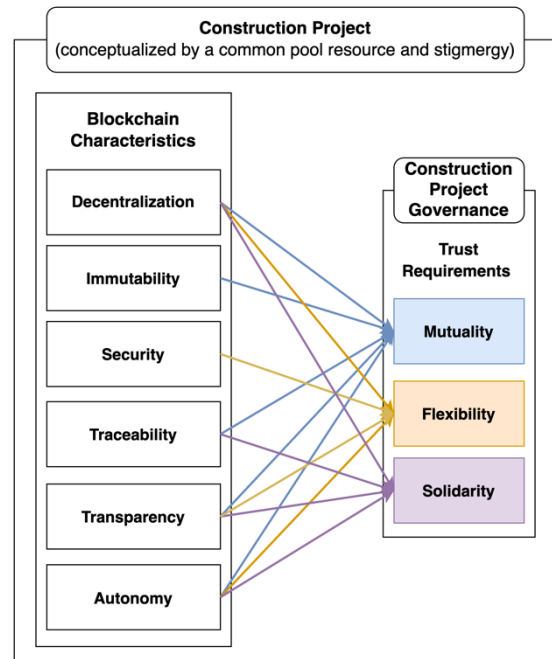 Construction Project
(conceptualized by a common pool resource and stigmergy)
Blockchain
Characteristics
Decentralization
Immutability
Security
Traceability
Transparency
Autonomy
Construction
Project
Governance
Trust
Requirements
Mutuality
Flexibility
Solidarity